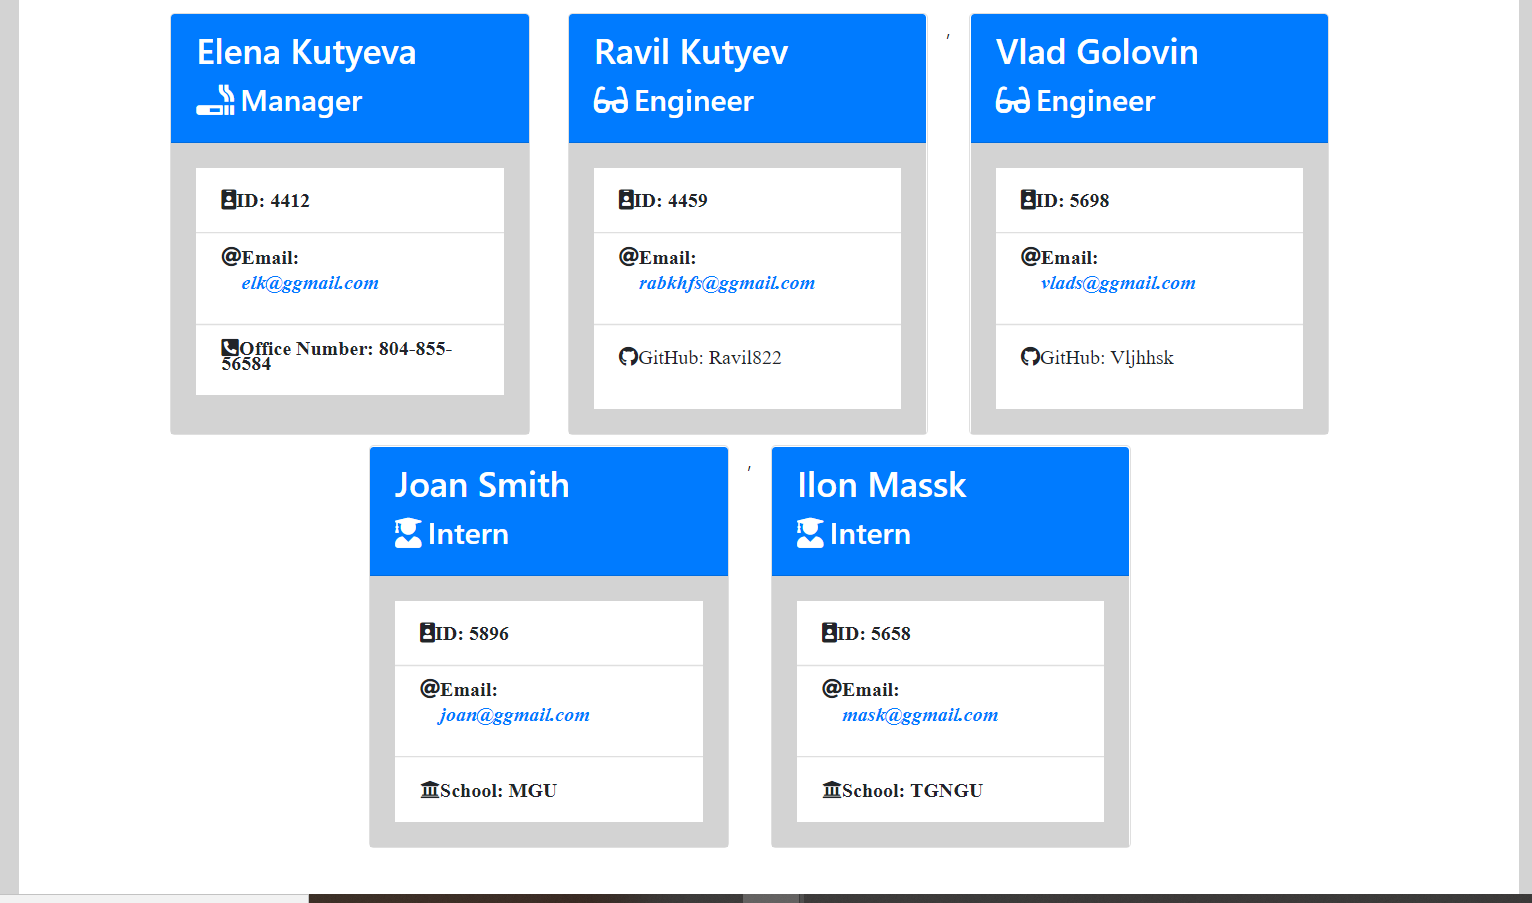 Elena Kutyeva
Manager
ID: 4412
Email:
elk@ggmail.com
Office Number: 804-855-
56584
Ravil Kutyev
Engineer
ID: 4459
Email:
rabkhfs@ggmail.com
GitHub: Ravil822
,
Vlad Golovin
Engineer
ID: 5698
Email:
vlads@ggmail.com
GitHub: Vljhhsk
Joan Smith
Intern
ID: 5896
Email:
joan@ggmail.com
School: MGU
,
Ilon Massk
Intern
ID: 5658
Email:
mask@ggmail.com
School: TGNGU